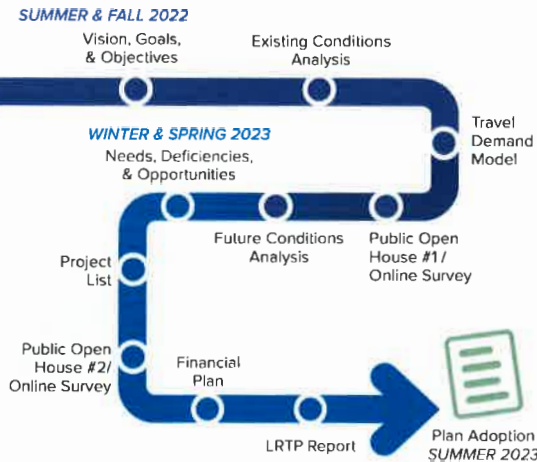 SUMMER & FALL 2022
Vision, Goals,
& Objectives
Existing Conditions
Analysis
Travel
Demand
Model
WINTER & SPRING 2023
Needs, Deficiencies,
& Opportunities
Future Conditions
Analysis
Public Open
House #1/
Online Survey
Project
List
Public Open
House #2/
Online Survey
Financial
Plan
LRTP Report
Plan Adoption
SUMMER 2023